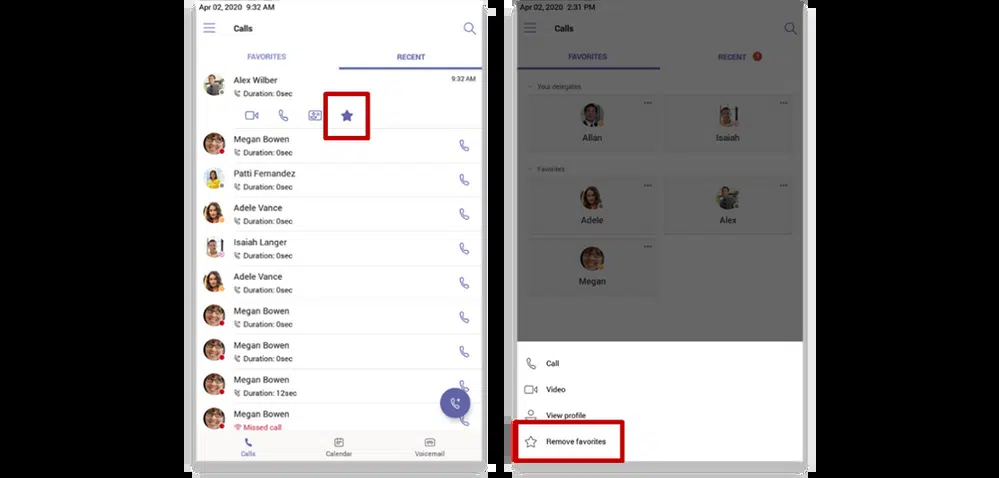 Apr 02, 2020 9:32 AM
Calls
FAVORITES
RECENT
Alex Wilber
9:32 AM
Duration: 0sec
Megan Bowen
Duration: 0sec
Patti Fernandez
Duration: 0sec
Adele Vance
Duration: 0sec
Isaiah Langer
Duration: 0sec
Adele Vance
Duration: 0sec
Megan Bowen
Duration: 0sec
Megan Bowen
Duration: 0sec
Megan Bowen
Duration: 12sec
Megan Bowen
Missed call
Calls
Calendar
Voicemail
Apr 02, 2020 2:31 PM
Calls
FAVORITES
RECENT
Your delegates
Allan
Isaiah
Favorites
Adele
Alex
Megan
Call
Video
View profile
Remove favorites